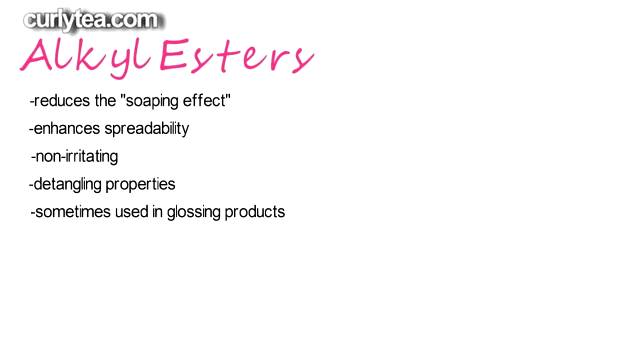 curlytea.com
Alkyl Esters
-reduces the "soaping effect"
-enhances spreadability
-non-irritating
-detangling properties
-sometimes used in glossing products